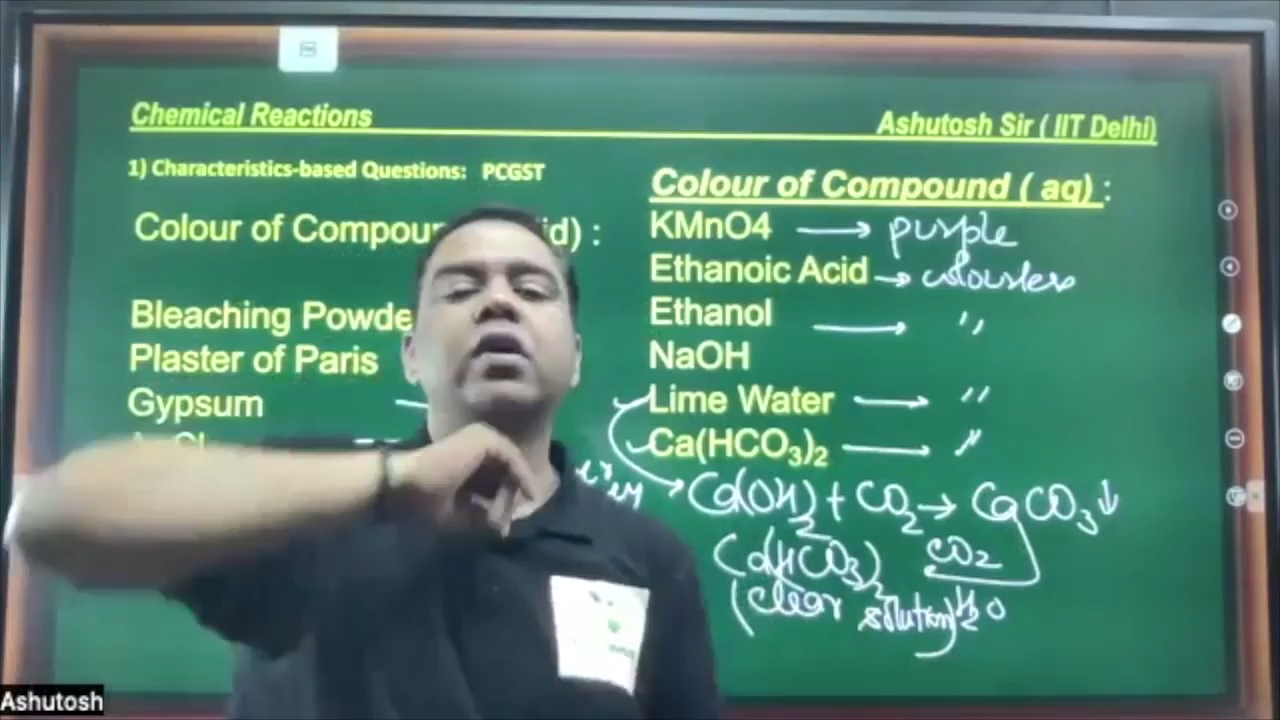 Chemical Reactions
Ashutosh Sir ( IIT Delhi)
1) Characteristics-based Questions: PCGST
Colour of Compou id) :
Bleaching Powde
Plaster of Paris
Gypsum
Colour of Compound ( aq) :
KMnO4 → purple
Ethanoic Acid → colourless
Ethanol → ''
NaOH
Lime Water → ''
Ca(HCO₃)₂ → ''
→ Ca(OH)₂ + CO₂ → CaCO₃↓
Ca(HCO₃)₂ CO₂
(clear solution) H₂O
Ashutosh